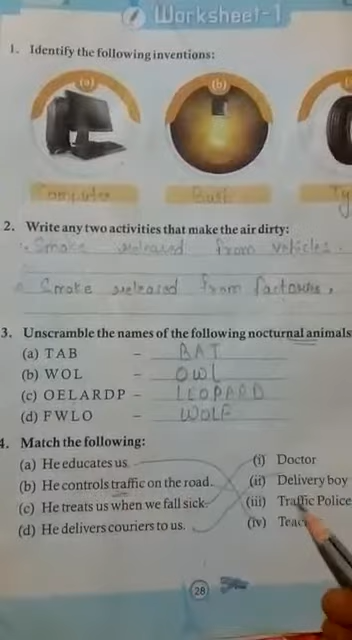 Worksheet-1
1. Identify the following inventions:
(a) (b)
Computer Bulb Ty
2. Write any two activities that make the air dirty:
Smoke released from vehicles.
Smoke released from factories.
3. Unscramble the names of the following nocturnal animals
(a) TAB – BAT
(b) WOL – OWL
(c) OELARDP – LEOPARD
(d) FWLO – WOLF
4. Match the following:
(a) He educates us. (i) Doctor
(b) He controls traffic on the road. (ii) Delivery boy
(c) He treats us when we fall sick. (iii) Traffic Police
(d) He delivers couriers to us. (iv) Teac
28